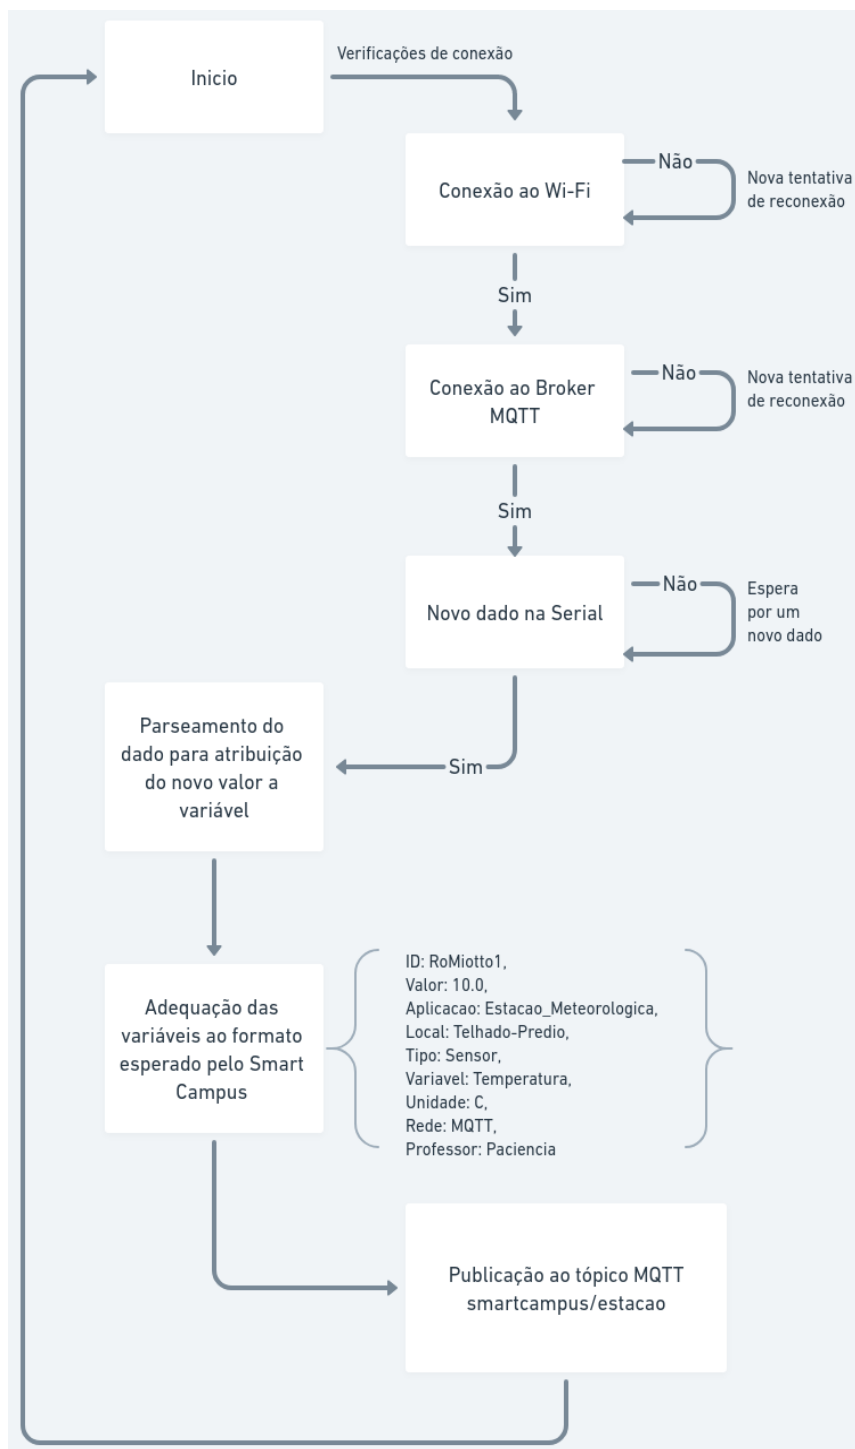 Inicio
Verificações de conexão
Conexão ao Wi-Fi
Não
Nova tentativa
de reconexão
Sim
Conexão ao Broker
MQTT
Não
Nova tentativa
de reconexão
Sim
Novo dado na Serial
Não
Espera
por um
novo dado
Sim
Parseamento do
dado para atribuição
do novo valor a
variável
Adequação das
variáveis ao formato
esperado pelo Smart
Campus
ID: RoMiotto1,
Valor: 10.0,
Aplicacao: Estacao_Meteorologica,
Local: Telhado-Predio,
Tipo: Sensor,
Variavel: Temperatura,
Unidade: C,
Rede: MQTT,
Professor: Paciencia
Publicação ao tópico MQTT
smartcampus/estacao